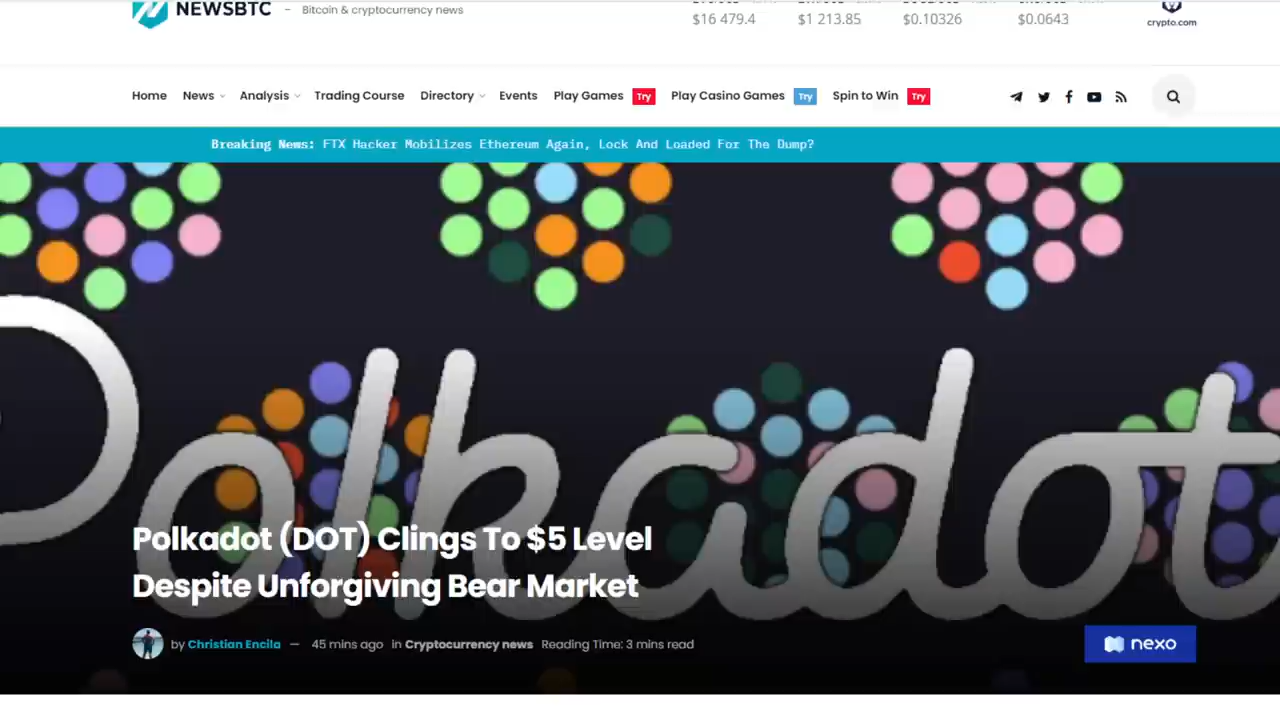 NEWSBTC – Bitcoin & cryptocurrency news
$16 479.4 $1 213.85 $0.10326 $0.0643
crypto.com
Home News Analysis Trading Course Directory Events Play Games Try Play Casino Games Try Spin to Win Try
Breaking News: FTX Hacker Mobilizes Ethereum Again, Lock And Loaded For The Dump?
Polkadot
Polkadot (DOT) Clings To $5 Level
Despite Unforgiving Bear Market
by Christian Encila — 45 mins ago in Cryptocurrency news Reading Time: 3 mins read
nexo